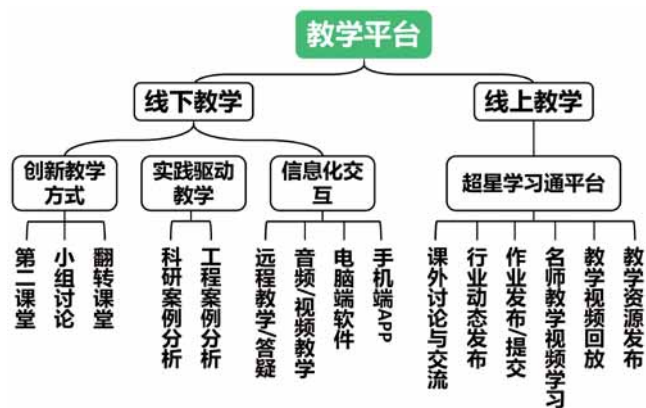 教学平台
线下教学
线上教学
创新教学
方式
实践驱动
教学
信息化交
互
超星学习通平台
第二课堂
小组讨论
翻转课堂
科研案例分析
工程案例分析
远程教学/答疑
音频/视频教学
电脑端软件
手机端APP
课外讨论与交流
行业动态发布
作业发布/提交
名师教学视频学习
教学视频回放
教学资源发布